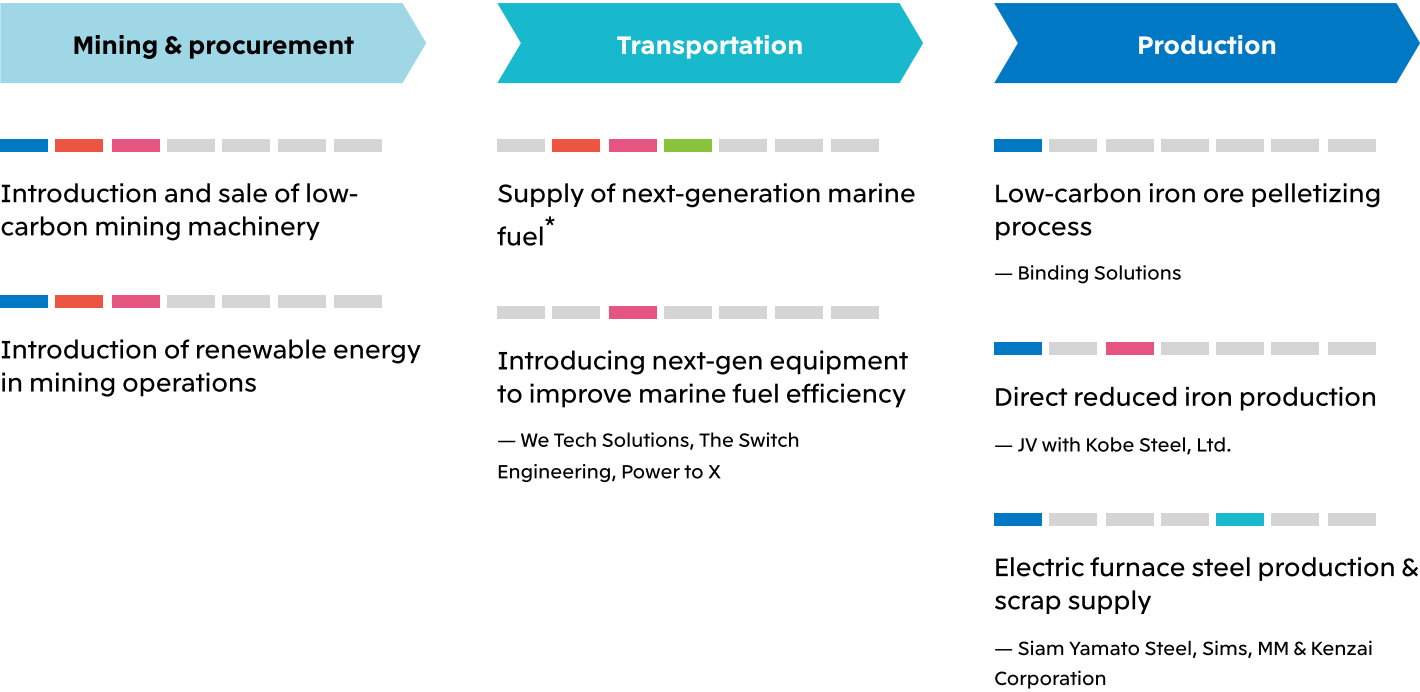 Mining & procurement
Introduction and sale of low-
carbon mining machinery
Introduction of renewable energy
in mining operations
Transportation
Supply of next-generation marine
fuel*
Introducing next-gen equipment
to improve marine fuel efficiency
— We Tech Solutions, The Switch
Engineering, Power to X
Production
Low-carbon iron ore pelletizing
process
— Binding Solutions
Direct reduced iron production
— JV with Kobe Steel, Ltd.
Electric furnace steel production &
scrap supply
— Siam Yamato Steel, Sims, MM & Kenzai
Corporation